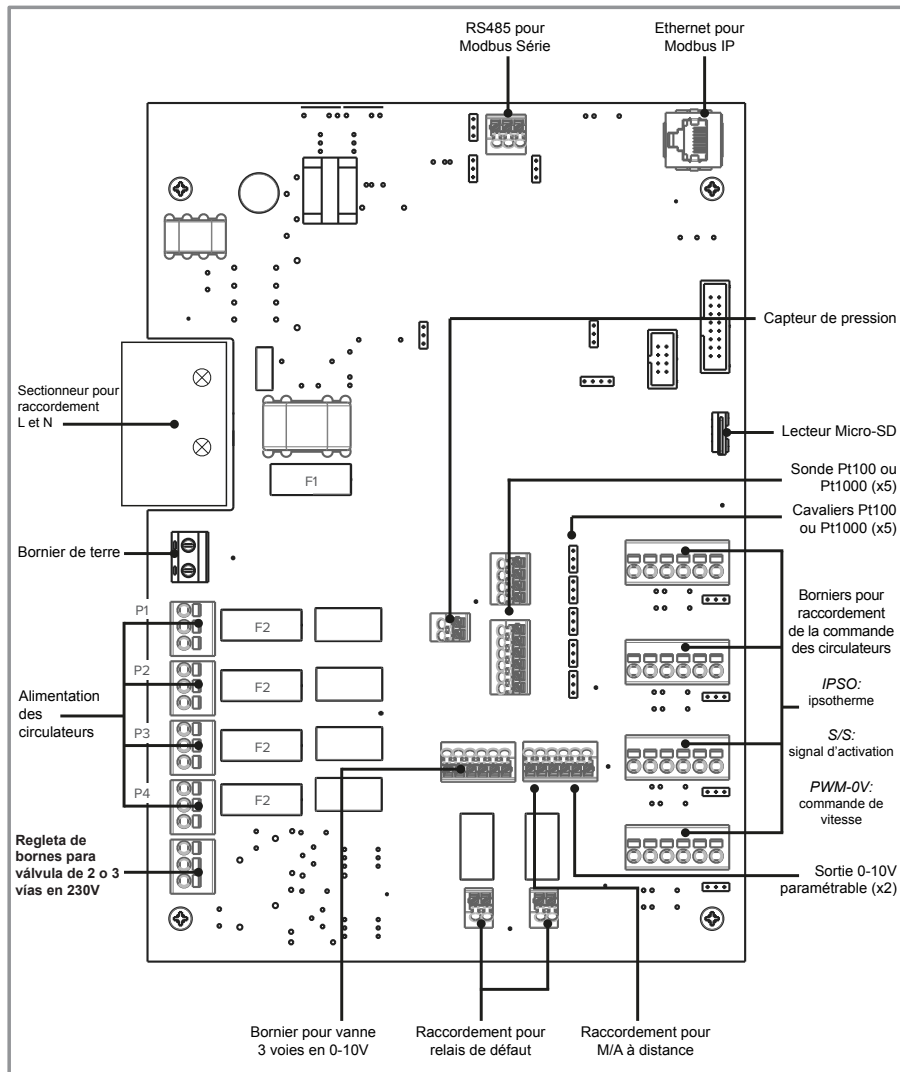 RS485 pour
Modbus Série
Ethernet pour
Modbus IP
Capteur de pression
Sectionneur pour
raccordement
L et N
Lecteur Micro-SD
F1
Sonde Pt100 ou
Pt1000 (x5)
Cavaliers Pt100
ou Pt1000 (x5)
Bornier de terre
P1
F2
P2
F2
P3
F2
P4
F2
Alimentation
des
circulateurs
Borniers pour
raccordement
de la commande
des circulateurs
IPSO:
ipsotherme
S/S:
signal d'activation
PWM-0V:
commande de
vitesse
Regleta de
bornes para
válvula de 2 o 3
vías en 230V
Sortie 0-10V
paramétrable (x2)
Bornier pour vanne
3 voies en 0-10V
Raccordement pour
relais de défaut
Raccordement pour
M/A à distance